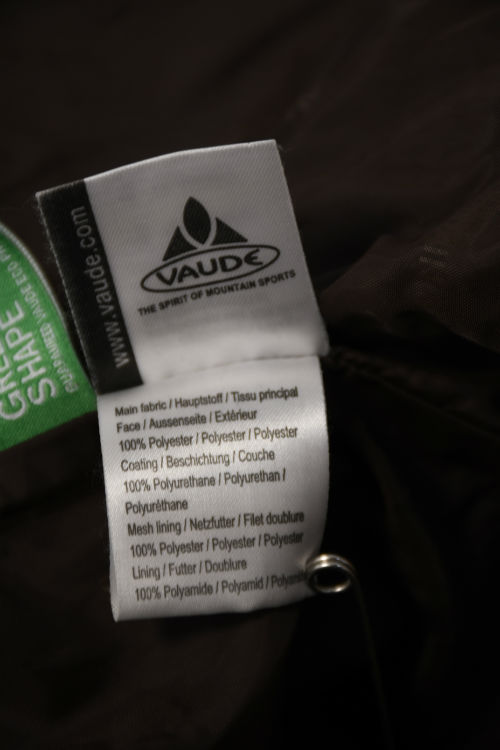 www.vaude.com
VAUDE
THE SPIRIT OF MOUNTAIN SPORTS
SHAPE
Main fabric / Hauptstoff / Tissu principal
Face / Aussenseite / Extérieur
100% Polyester / Polyester / Polyester
Coating / Beschichtung / Couche
100% Polyurethane / Polyurethan /
Polyuréthane
Mesh lining / Netzfutter / Filet doublure
100% Polyester / Polyester / Polyester
Lining / Futter / Doublure
100% Polyamide / Polyamid /